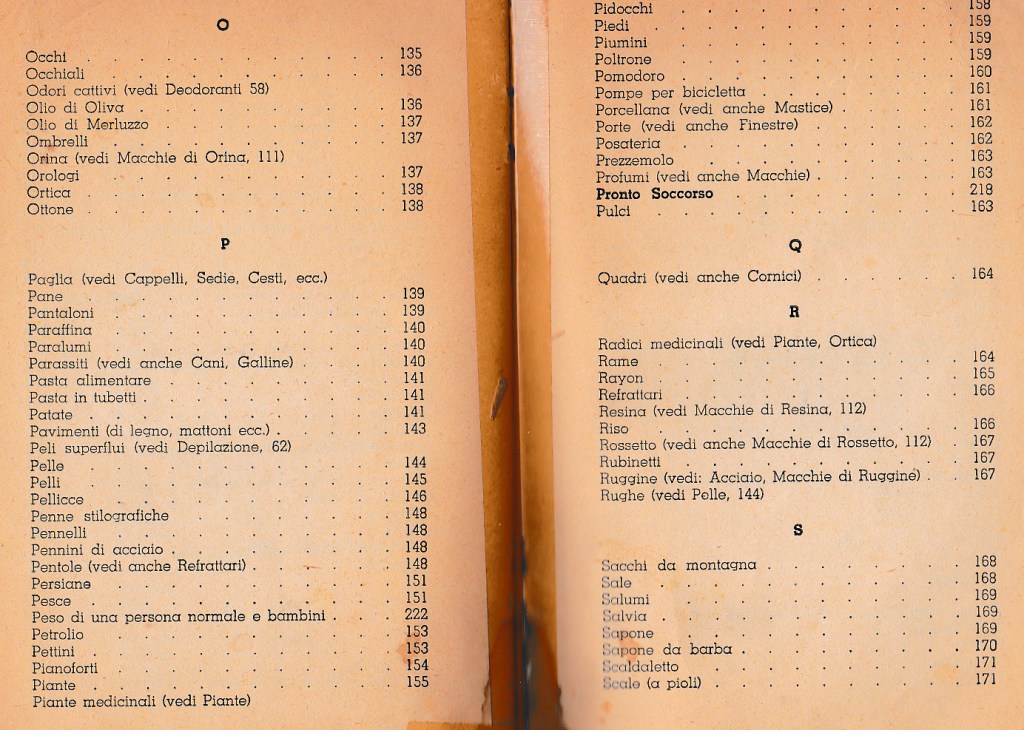 O
Occhi . . . . . . . . . . . . 135
Occhiali . . . . . . . . . . . 136
Odori cattivi (vedi Deodoranti 58)
Olio di Oliva . . . . . . . . . . 136
Olio di Merluzzo . . . . . . . . . 137
Ombrelli . . . . . . . . . . . 137
Orina (vedi Macchie di Orina, 111)
Orologi . . . . . . . . . . . 137
Ortica . . . . . . . . . . . . 138
Ottone . . . . . . . . . . . . 138
P
Paglia (vedi Cappelli, Sedie, Cesti, ecc.)
Pane . . . . . . . . . . . . 139
Pantaloni . . . . . . . . . . . 139
Paraffina . . . . . . . . . . . 140
Paralumi . . . . . . . . . . . 140
Parassiti (vedi anche Cani, Galline) . . . . 140
Pasta alimentare . . . . . . . . . 141
Pasta in tubetti . . . . . . . . . . 141
Patate . . . . . . . . . . . . 141
Pavimenti (di legno, mattoni ecc.) . . . . . 143
Peli superflui (vedi Depilazione, 62)
Pelle . . . . . . . . . . . . 144
Pelli . . . . . . . . . . . . 145
Pellicce . . . . . . . . . . . 146
Penne stilografiche . . . . . . . . 148
Pennelli . . . . . . . . . . . 148
Pennini di acciaio . . . . . . . . . 148
Pentole (vedi anche Refrattari) . . . . . . 148
Persiane . . . . . . . . . . . 151
Pesce . . . . . . . . . . . . 151
Peso di una persona normale e bambini . . . 222
Petrolio . . . . . . . . . . . 153
Pettini . . . . . . . . . . . . 153
Pianoforti . . . . . . . . . . . 154
Piante . . . . . . . . . . . . 155
Piante medicinali (vedi Piante)
Pidocchi . . . . . . . . . . . 158
Piedi . . . . . . . . . . . . 159
Piumini . . . . . . . . . . . 159
Poltrone . . . . . . . . . . . 159
Pomodoro . . . . . . . . . . . 160
Pompe per bicicletta . . . . . . . . 161
Porcellana (vedi anche Mastice) . . . . . 161
Porte (vedi anche Finestre) . . . . . . 162
Posateria . . . . . . . . . . . 162
Prezzemolo . . . . . . . . . . 163
Profumi (vedi anche Macchie) . . . . . . 163
Pronto Soccorso . . . . . . . . . 218
Pulci . . . . . . . . . . . . 163
Q
Quadri (vedi anche Cornici) . . . . . . 164
R
Radici medicinali (vedi Piante, Ortica)
Rame . . . . . . . . . . . . 164
Rayon . . . . . . . . . . . . 165
Refrattari . . . . . . . . . . . 166
Resina (vedi Macchie di Resina, 112)
Riso . . . . . . . . . . . . 166
Rossetto (vedi anche Macchie di Rossetto, 112) . 167
Rubinetti . . . . . . . . . . . 167
Ruggine (vedi: Acciaio, Macchie di Ruggine) . . 167
Rughe (vedi Pelle, 144)
S
Sacchi da montagna . . . . . . . . 168
Sale . . . . . . . . . . . . 168
Salumi . . . . . . . . . . . 169
Salvia . . . . . . . . . . . . 169
Sapone . . . . . . . . . . . 169
Sapone da barba . . . . . . . . . 170
Scaldaletto . . . . . . . . . . 171
Scale (a pioli) . . . . . . . . . . 171